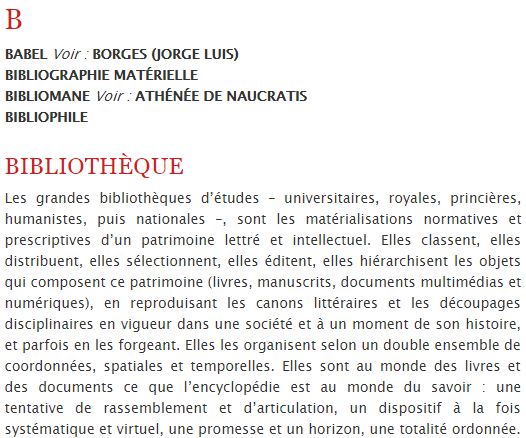 B
BABEL Voir : BORGES (JORGE LUIS)
BIBLIOGRAPHIE MATÉRIELLE
BIBLIOMANE Voir : ATHÉNÉE DE NAUCRATIS
BIBLIOPHILE
BIBLIOTHÈQUE
Les grandes bibliothèques d’études – universitaires, royales, princières,
humanistes, puis nationales –, sont les matérialisations normatives et
prescriptives d’un patrimoine lettré et intellectuel. Elles classent, elles
distribuent, elles sélectionnent, elles éditent, elles hiérarchisent les objets
qui composent ce patrimoine (livres, manuscrits, documents multimédias et
numériques), en reproduisant les canons littéraires et les découpages
disciplinaires en vigueur dans une société et à un moment de son histoire,
et parfois en les forgeant. Elles les organisent selon un double ensemble de
coordonnées, spatiales et temporelles. Elles sont au monde des livres et
des documents ce que l’encyclopédie est au monde du savoir : une
tentative de rassemblement et d’articulation, un dispositif à la fois
systématique et virtuel, une promesse et un horizon, une totalité ordonnée.